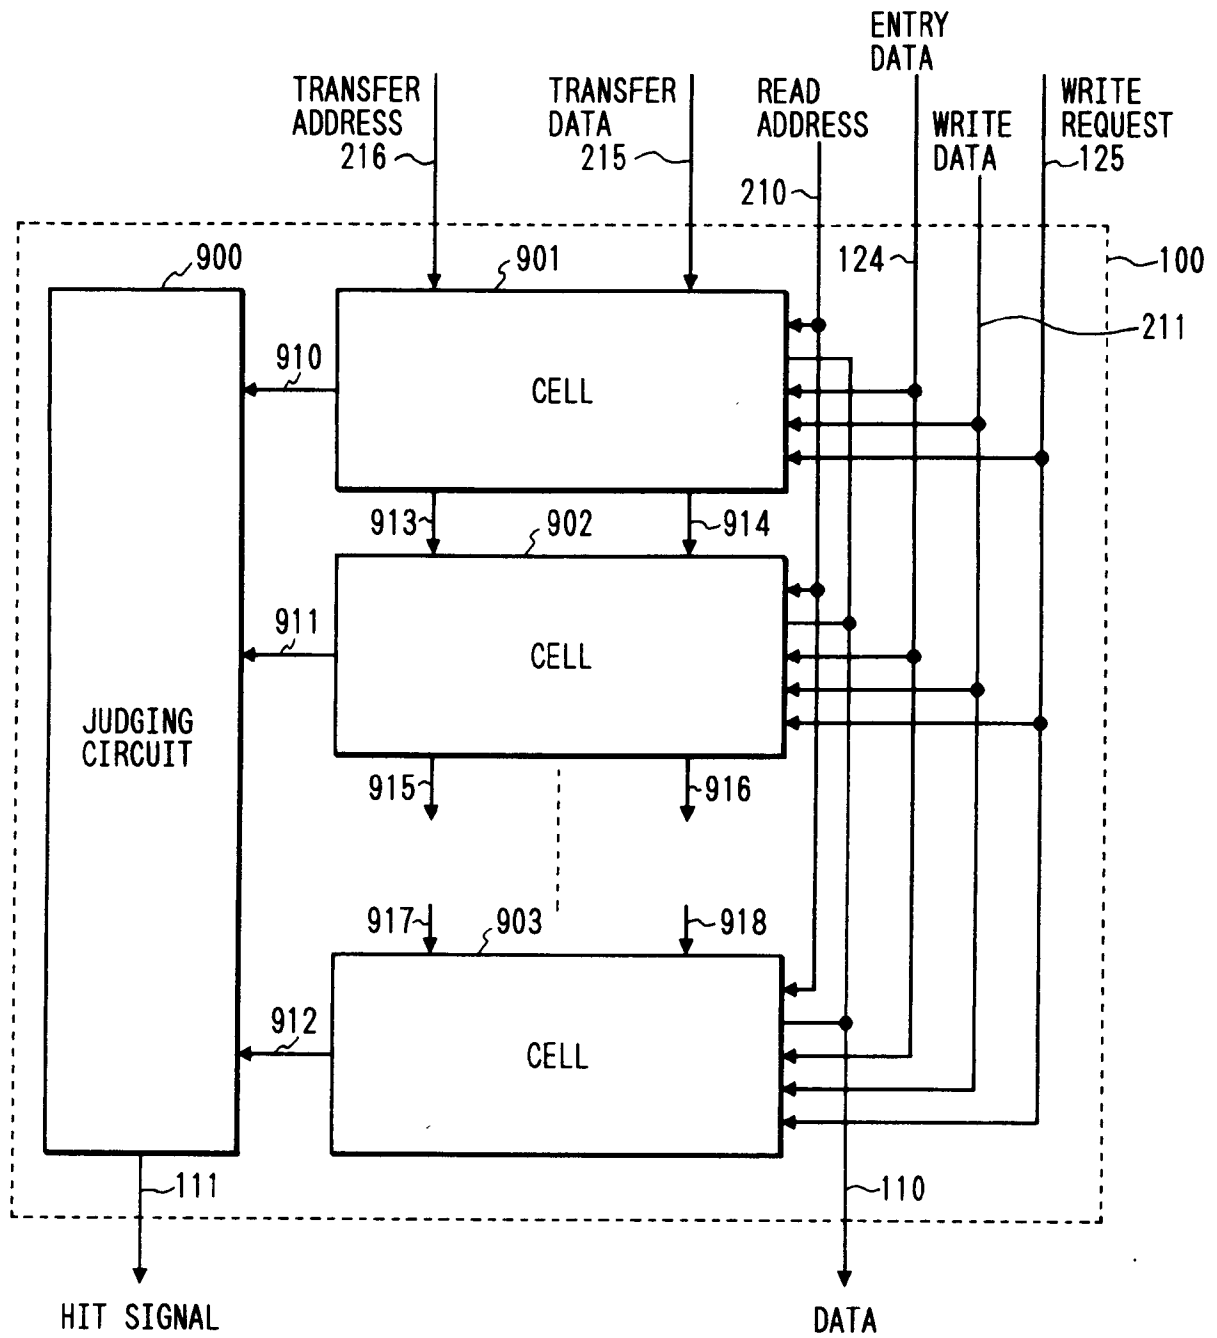 ENTRY
DATA
TRANSFER
ADDRESS
216
TRANSFER
DATA
215
READ
ADDRESS
210
WRITE
DATA
WRITE
REQUEST
125
900
901
124
100
211
910
CELL
913
902
914
911
CELL
JUDGING
CIRCUIT
915
916
917
903
918
912
CELL
111
110
HIT SIGNAL
DATA